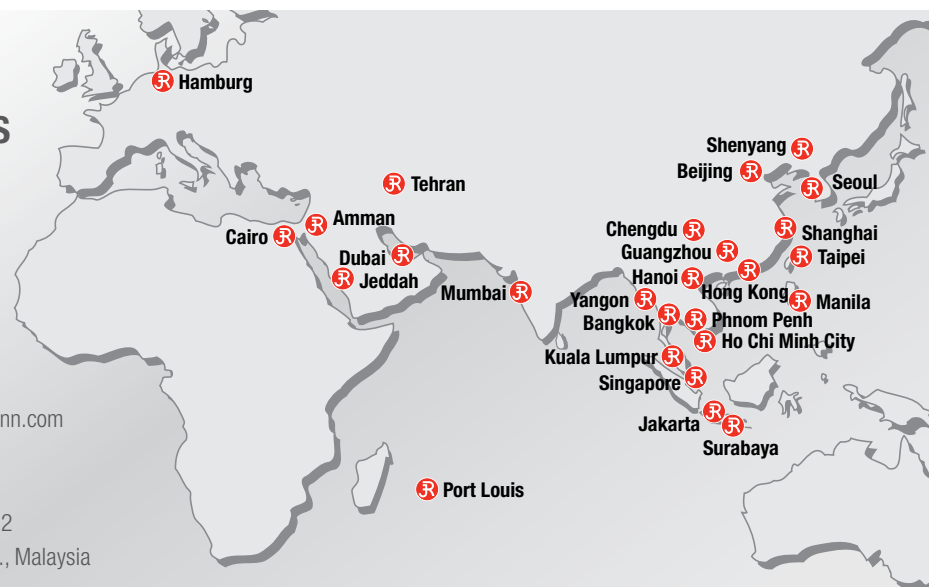 Hamburg
S
Shenyang
Beijing
Seoul
Tehran
Amman
Cairo
Chengdu
Shanghai
Guangzhou
Dubai
Taipei
Hanoi
Jeddah
Hong Kong
Mumbai
Yangon
Manila
Bangkok
Phnom Penh
Ho Chi Minh City
Kuala Lumpur
Singapore
nn.com
Jakarta
Surabaya
Port Louis
2
., Malaysia